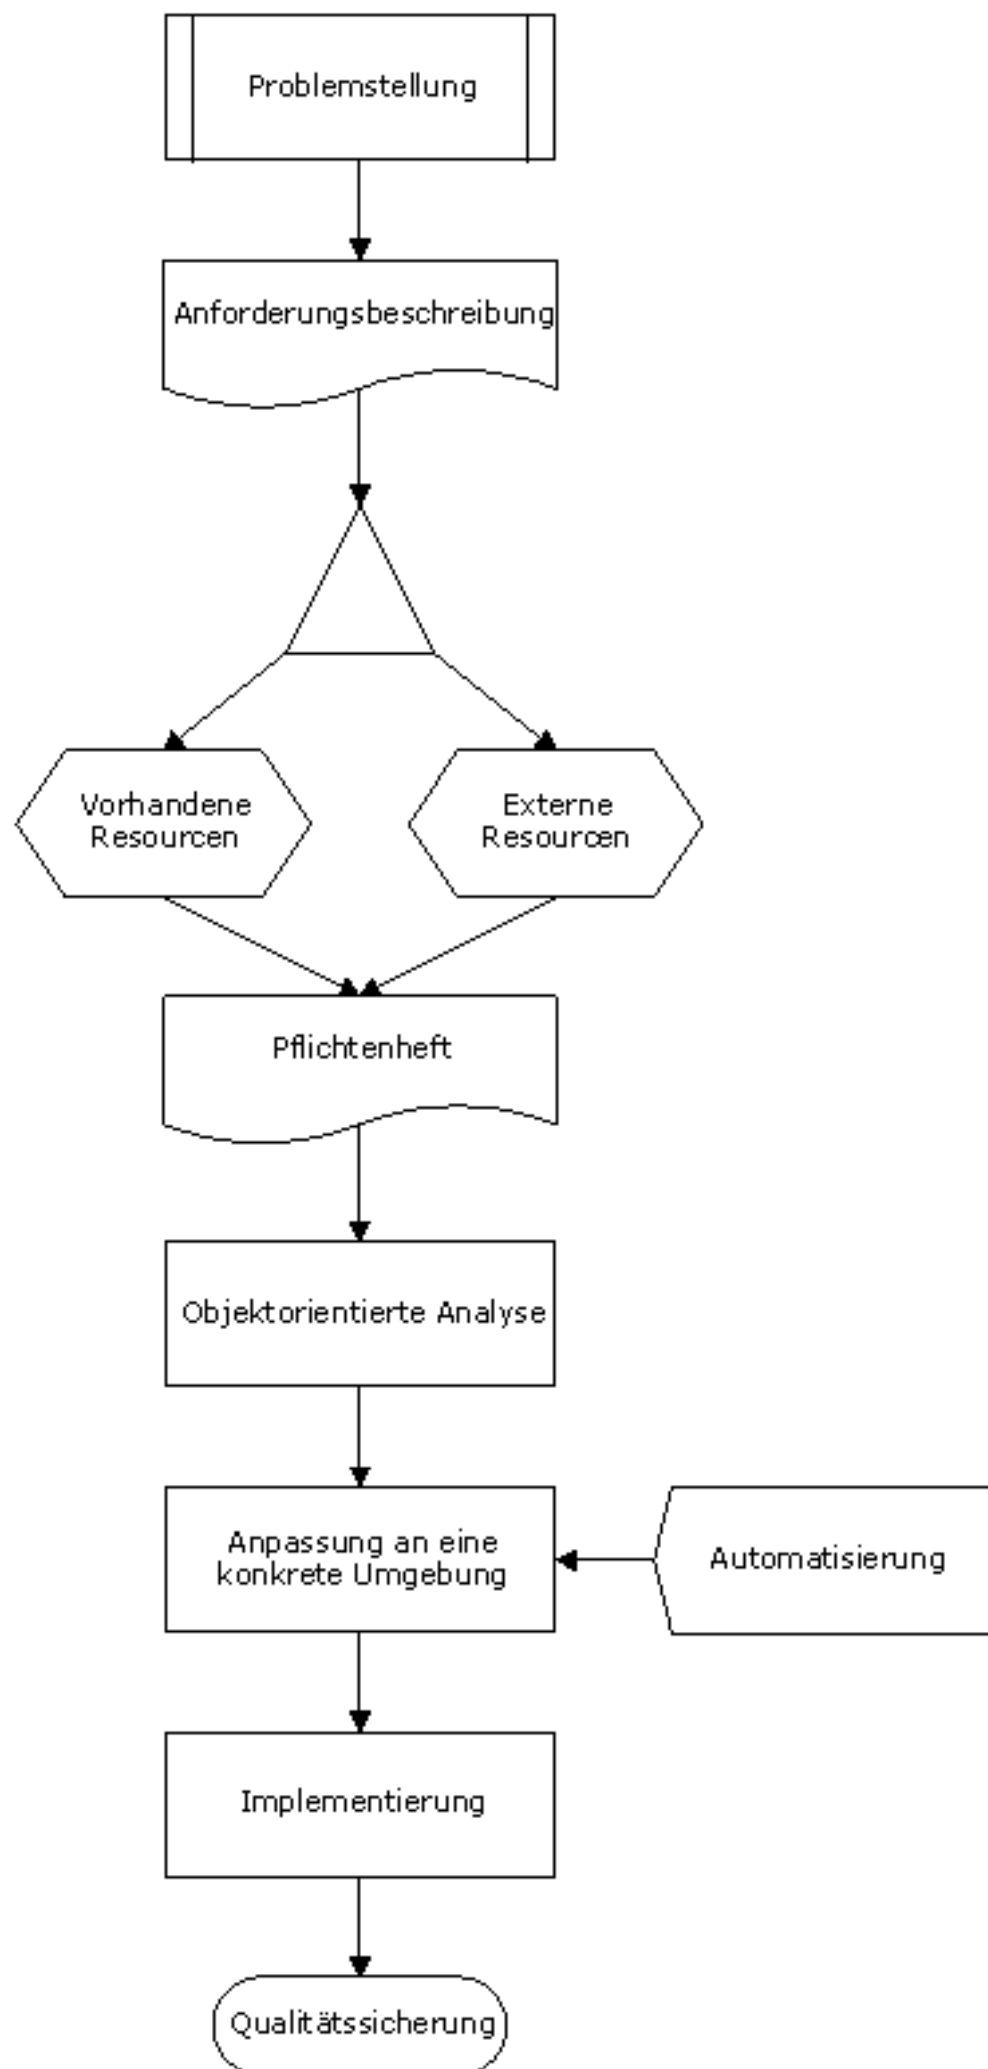 Problemstellung
Anforderungsbeschreibung
Vorhandene
Resourcen
Externe
Resourcen
Pflichtenheft
Objektorientierte Analyse
Anpassung an eine
konkrete Umgebung
Automatisierung
Implementierung
Qualitätssicherung